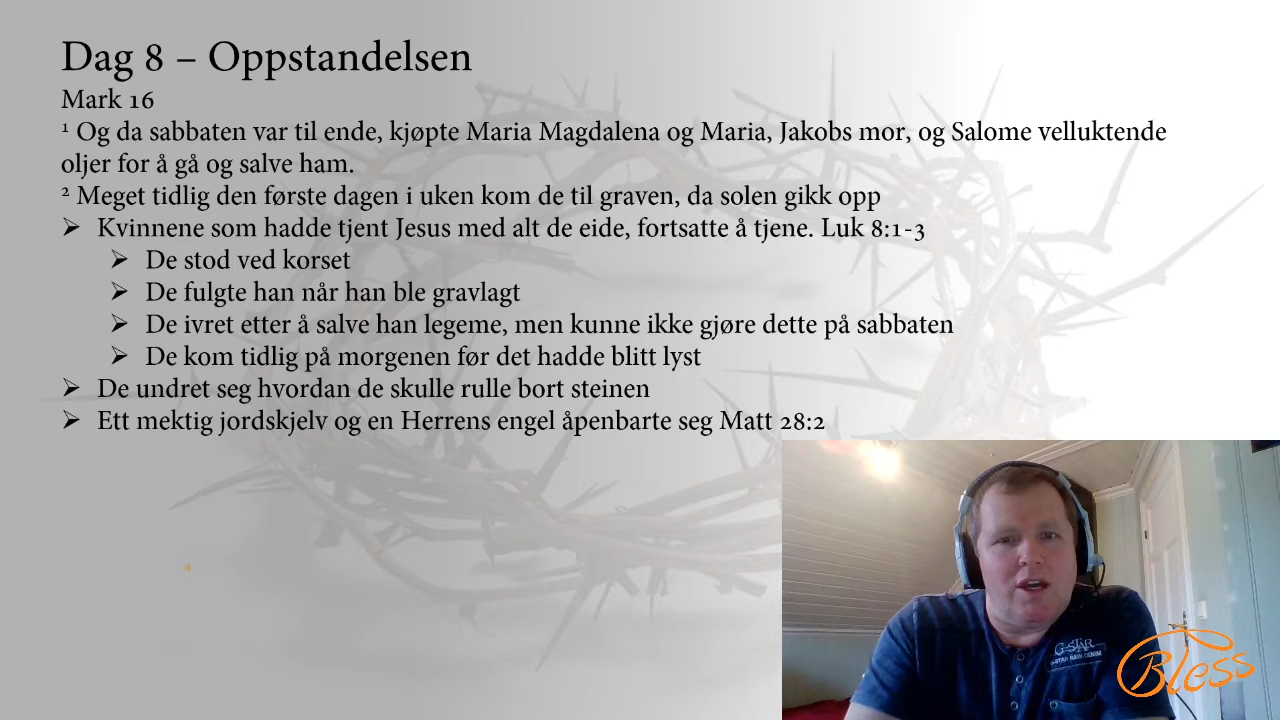 Dag 8 – Oppstandelsen
Mark 16
¹ Og da sabbaten var til ende, kjøpte Maria Magdalena og Maria, Jakobs mor, og Salome velluktende
oljer for å gå og salve ham.
² Meget tidlig den første dagen i uken kom de til graven, da solen gikk opp
➢ Kvinnene som hadde tjent Jesus med alt de eide, fortsatte å tjene. Luk 8:1-3
➢ De stod ved korset
➢ De fulgte han når han ble gravlagt
➢ De ivret etter å salve han legeme, men kunne ikke gjøre dette på sabbaten
➢ De kom tidlig på morgenen før det hadde blitt lyst
➢ De undret seg hvordan de skulle rulle bort steinen
➢ Ett mektig jordskjelv og en Herrens engel åpenbarte seg Matt 28:2
G-STAR
G-STAR RAW DENIM
Bless